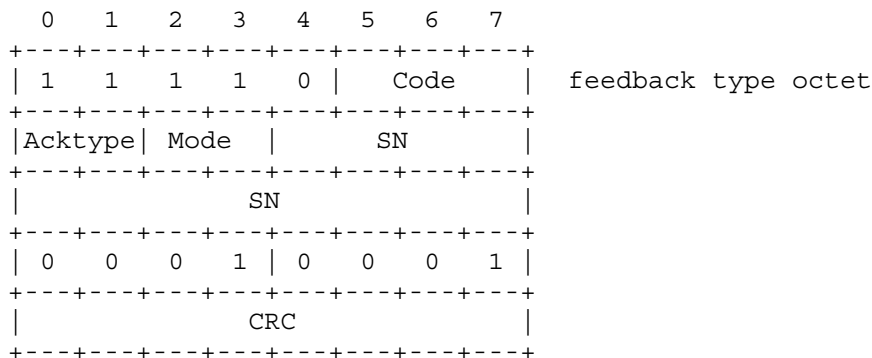 0   1   2   3   4   5   6   7
+---+---+---+---+---+---+---+---+
| 1   1   1   1   0 |   Code    |  feedback type octet
+---+---+---+---+---+---+---+---+
|Acktype| Mode  |      SN       |
+---+---+---+---+---+---+---+---+
|              SN               |
+---+---+---+---+---+---+---+---+
| 0   0   0   1 | 0   0   0   1 |
+---+---+---+---+---+---+---+---+
|              CRC              |
+---+---+---+---+---+---+---+---+